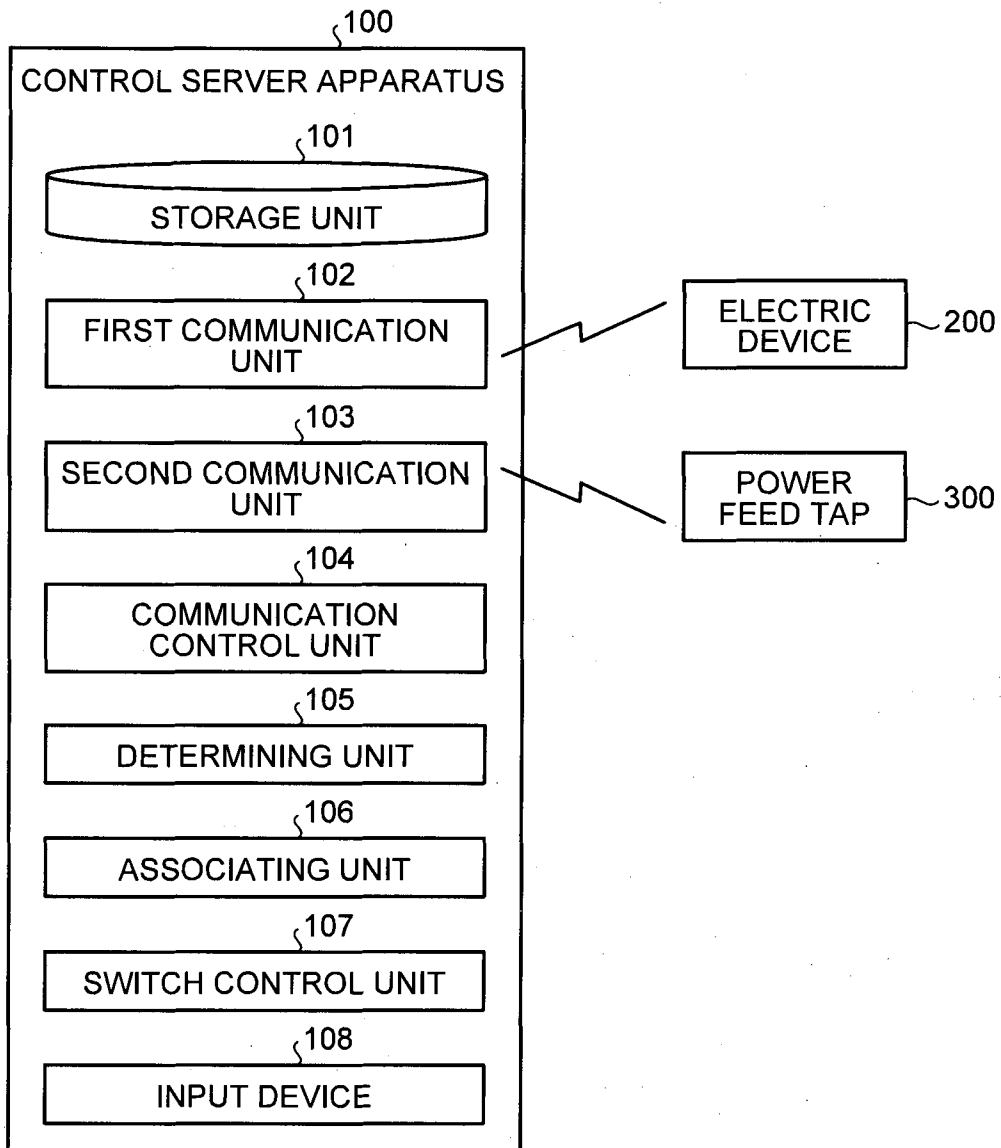 100
CONTROL SERVER APPARATUS
101
STORAGE UNIT
102
FIRST COMMUNICATION
UNIT
ELECTRIC
DEVICE
200
103
SECOND COMMUNICATION
UNIT
POWER
FEED TAP
300
104
COMMUNICATION
CONTROL UNIT
105
DETERMINING UNIT
106
ASSOCIATING UNIT
107
SWITCH CONTROL UNIT
108
INPUT DEVICE